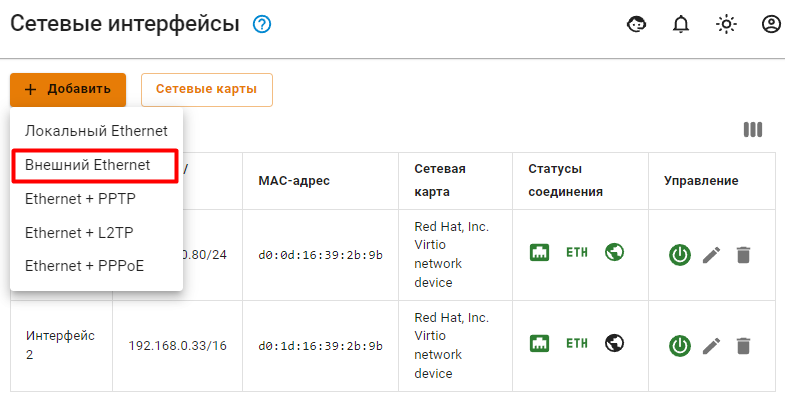 Сетевые интерфейсы
Добавить
Сетевые карты
Локальный Ethernet
Внешний Ethernet
Ethernet + PPTP
Ethernet + L2TP
Ethernet + PPPoE
/
MAC-адрес
Сетевая
карта
Статусы
соединения
Управление
.80/24
d0:0d:16:39:2b:9b
Red Hat, Inc.
Virtio
network
device
ETH
Интерфейс
2
192.168.0.33/16
d0:1d:16:39:2b:9b
Red Hat, Inc.
Virtio
network
device
ETH